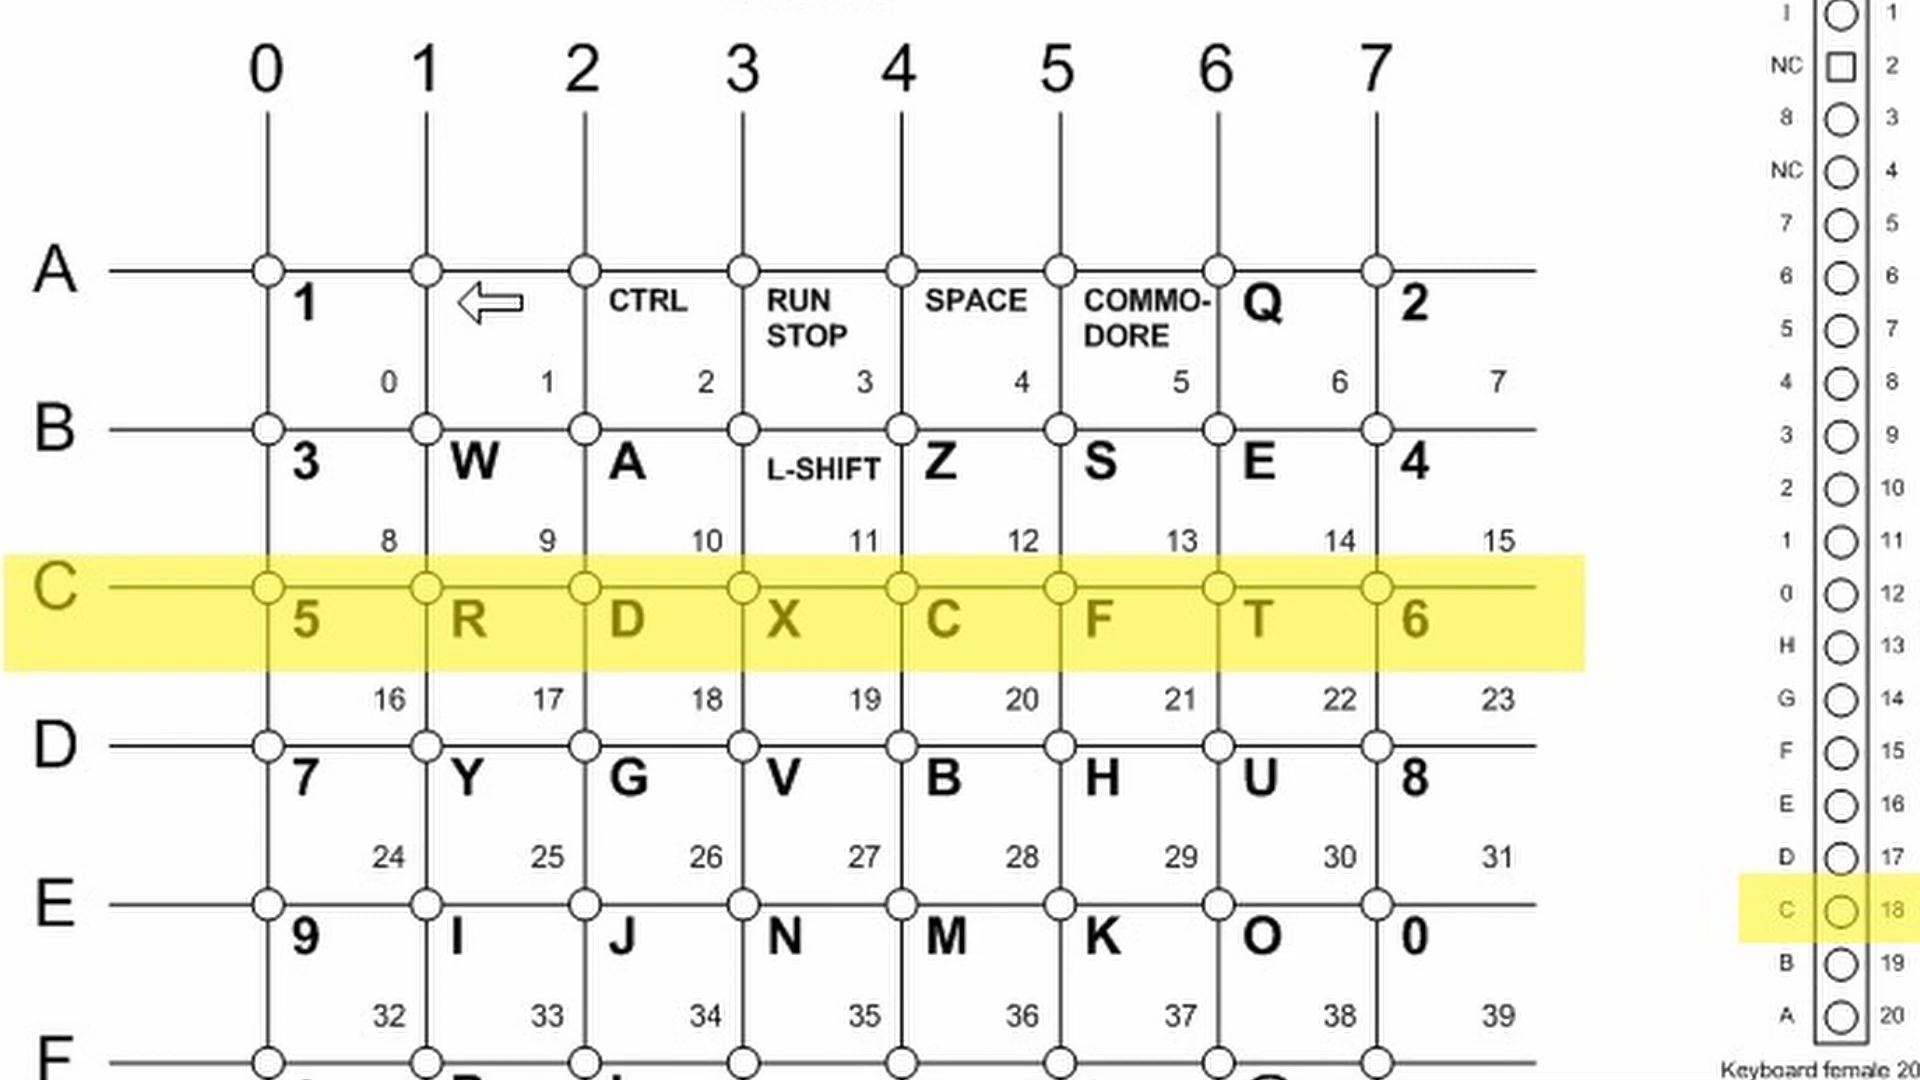 0 1 2 3 4 5 6 7
A
1 CTRL RUN STOP SPACE COMMO-DORE Q 2
0 1 2 3 4 5 6 7
B
3 W A L-SHIFT Z S E 4
8 9 10 11 12 13 14 15
C
5 R D X C F T 6
16 17 18 19 20 21 22 23
D
7 Y G V B H U 8
24 25 26 27 28 29 30 31
E
9 I J N M K O 0
32 33 34 35 36 37 38 39
F
I 1
NC 2
8 3
NC 4
7 5
6 6
5 7
4 8
3 9
2 10
1 11
0 12
H 13
G 14
F 15
E 16
D 17
C 18
B 19
A 20
Keyboard female 20